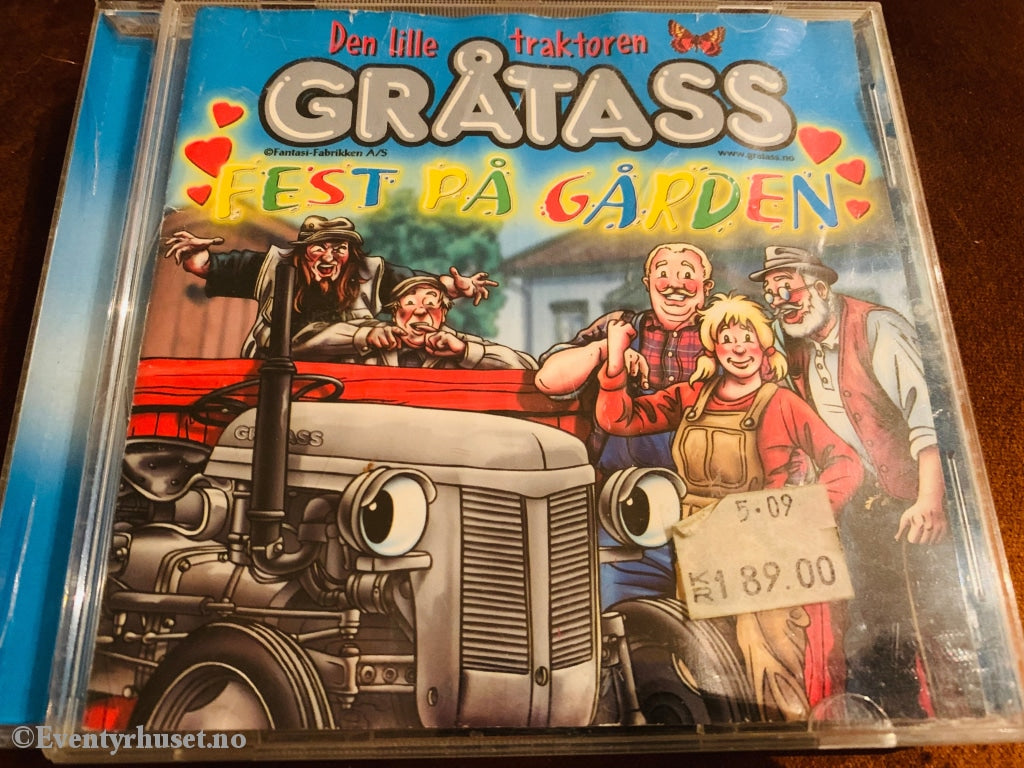 Den lille traktoren
GRÅTASS
©Fantasi-Fabrikken A/S
www.gratass.no
FEST PÅ GÅRDEN
GRÅTASS
5.09
KR 189.00
©Eventyrhuset.no